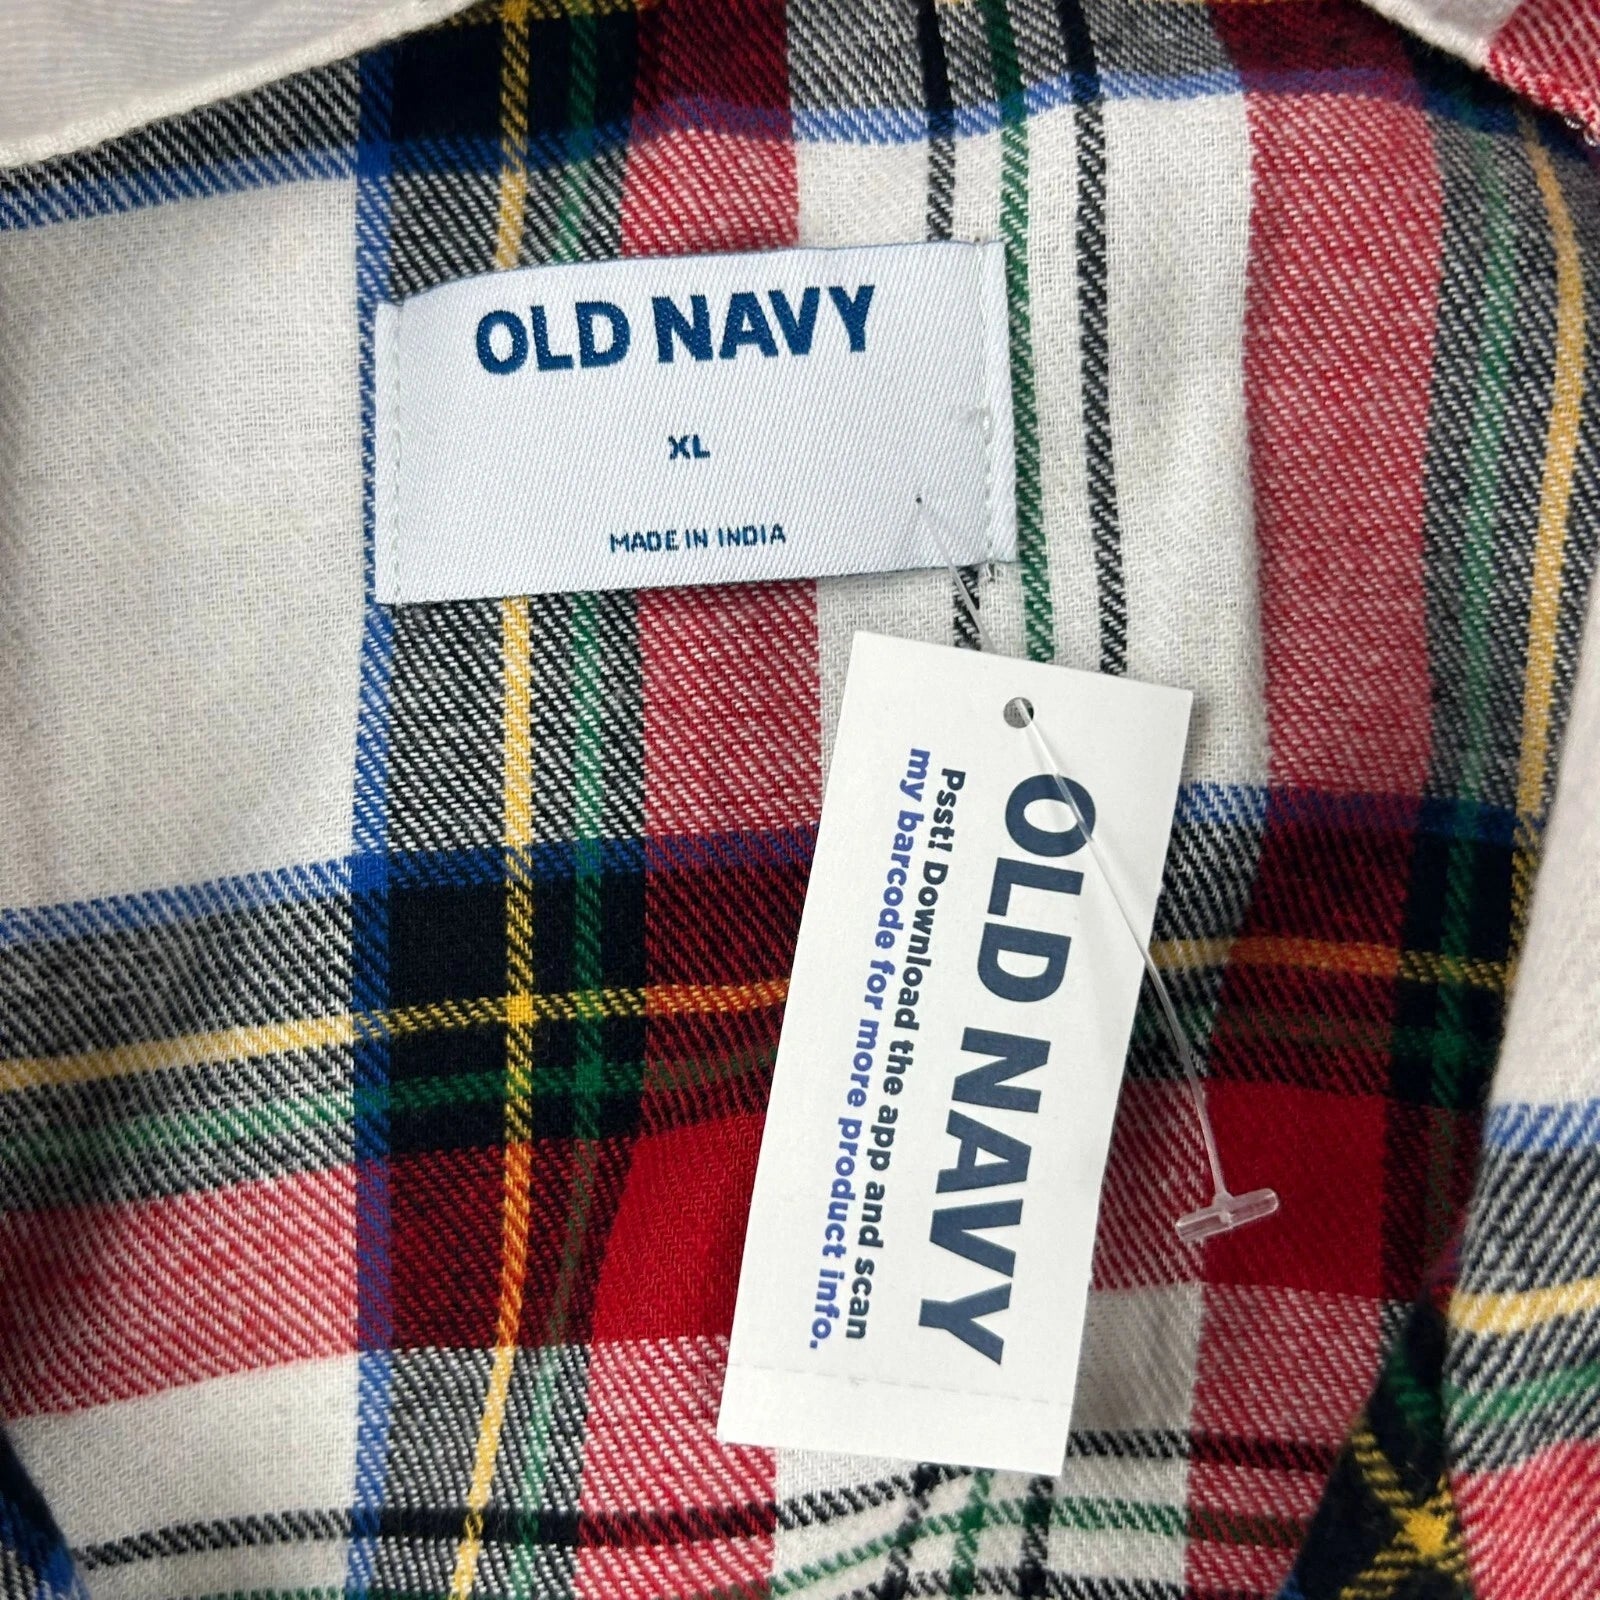 OLD NAVY
XL
MADE IN INDIA
OLD NAVY
Psst! Download the app and scan
my barcode for more product info.